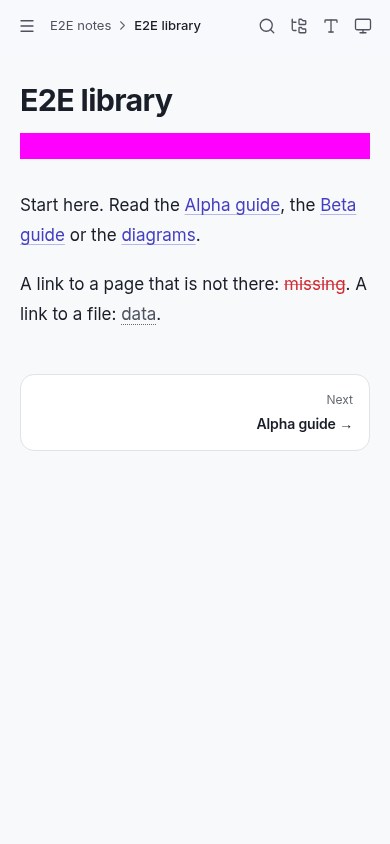 E2E notes > E2E library
E2E library
Start here. Read the Alpha guide, the Beta
guide or the diagrams.
A link to a page that is not there: missing. A
link to a file: data.
Next
Alpha guide →